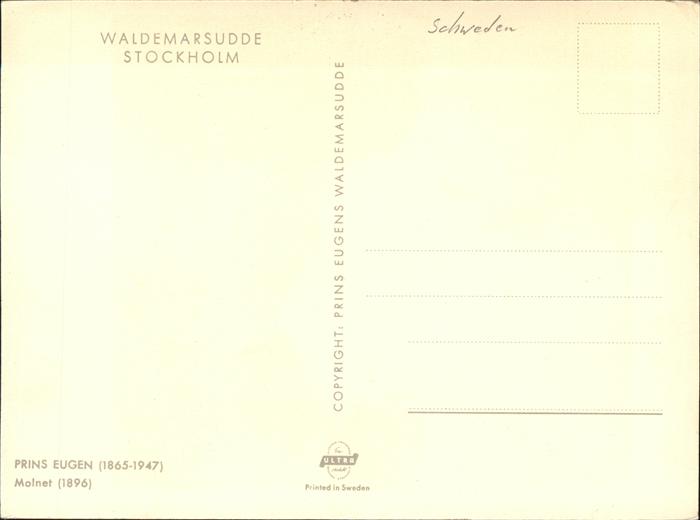 WALDEMARSUDDE
STOCKHOLM
Schweden
COPYRIGHT: PRINS EUGENS WALDEMARSUDDE
PRINS EUGEN (1865-1947)
Molnet (1896)
ULTRA
Printed in Sweden